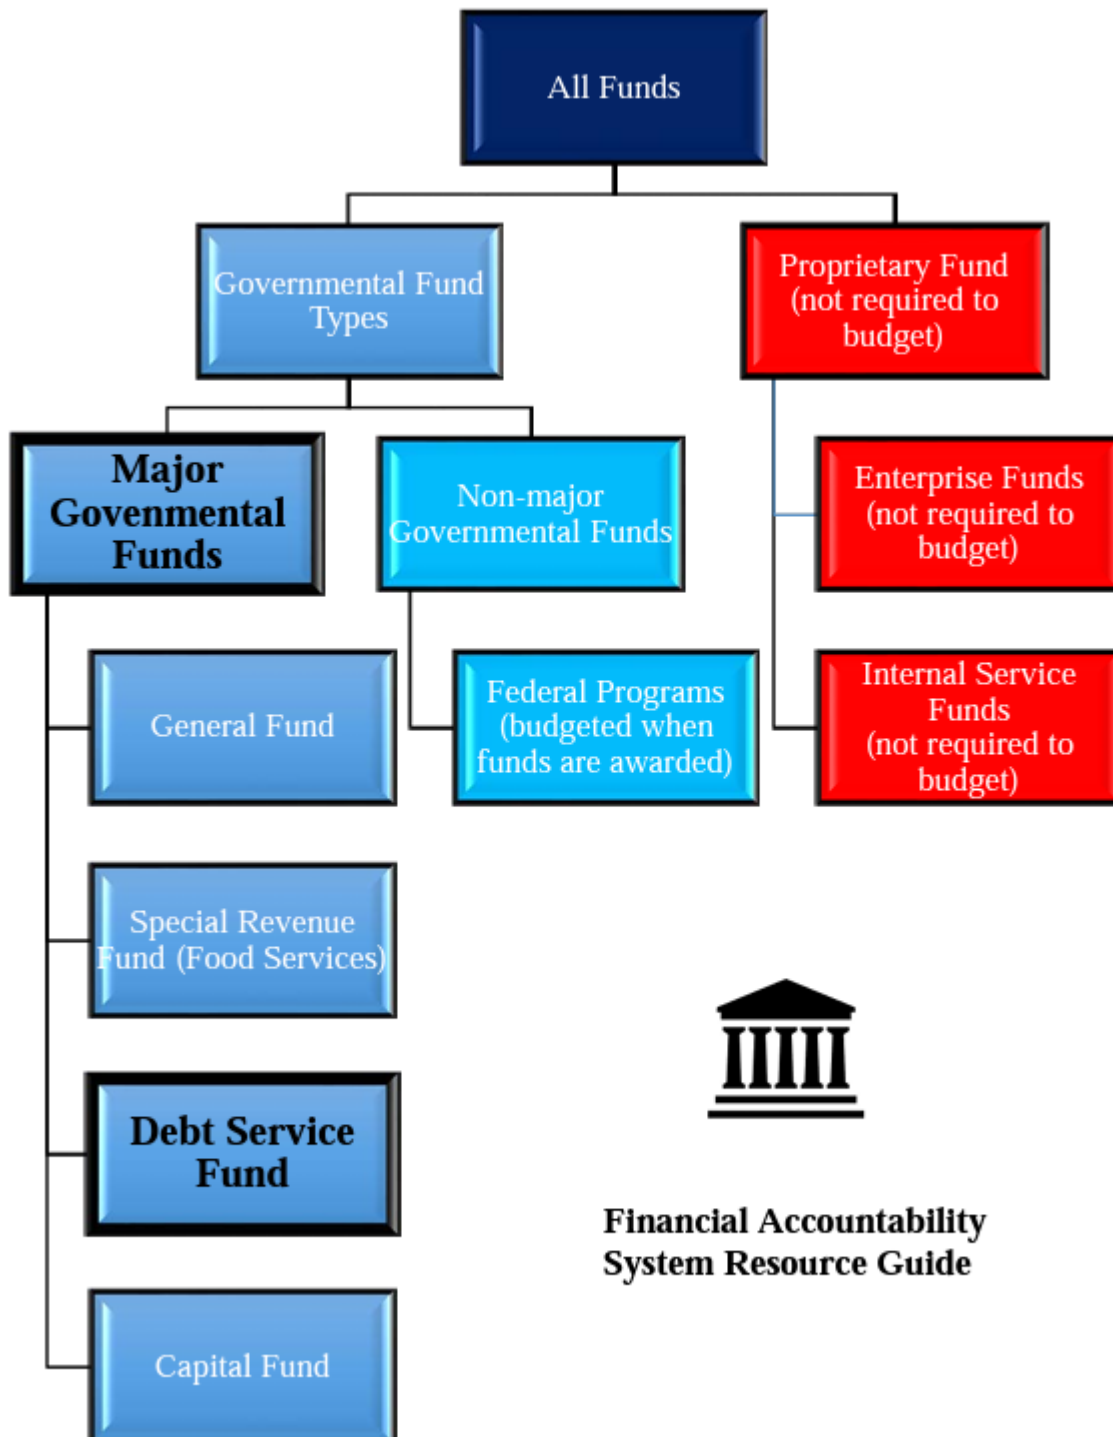 All Funds
Governmental Fund
Types
Proprietary Fund
(not required to
budget)
Major
Govenmental
Funds
Non-major
Governmental Funds
Enterprise Funds
(not required to
budget)
General Fund
Federal Programs
(budgeted when
funds are awarded)
Internal Service
Funds
(not required to
budget)
Special Revenue
Fund (Food Services)
Debt Service
Fund
Financial Accountability
System Resource Guide
Capital Fund